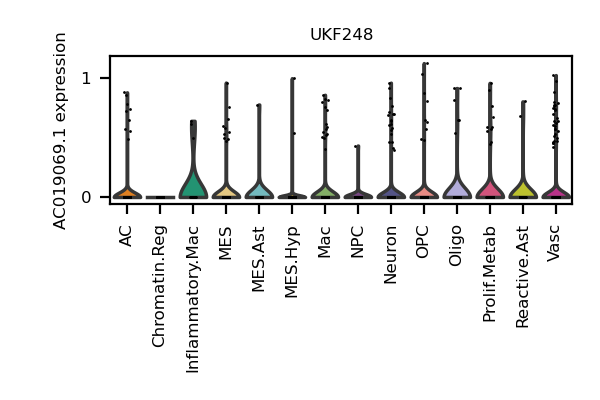 UKF248
AC019069.1 expression
1
0
AC
Chromatin.Reg
Inflammatory.Mac
MES
MES.Ast
MES.Hyp
Mac
NPC
Neuron
OPC
Oligo
Prolif.Metab
Reactive.Ast
Vasc